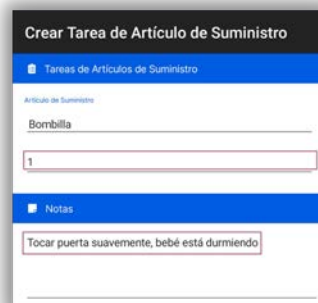 Crear Tarea de Artículo de Suministro
Tareas de Artículos de Suministro
Artículo de Suministro
Bombilla
1
Notas
Tocar puerta suavemente, bebé está durmiendo